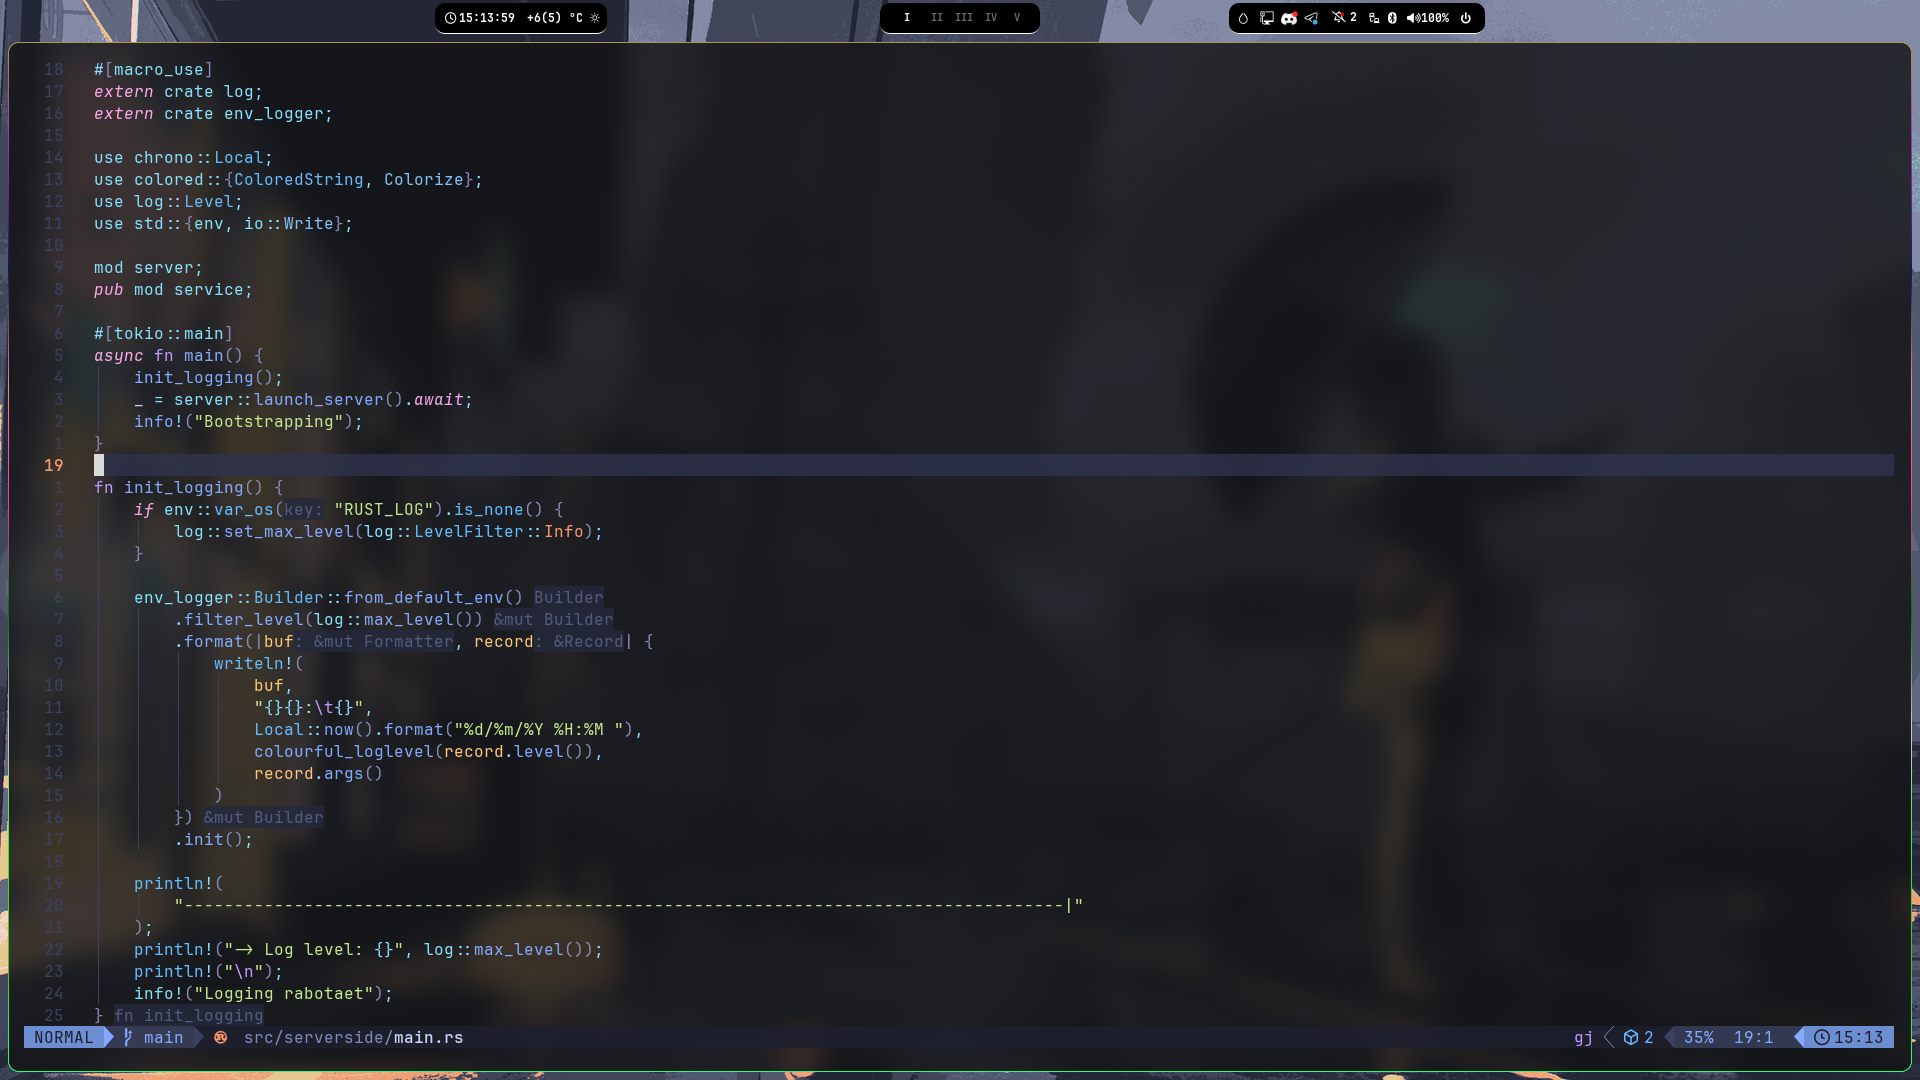 15:13:59 +6(5) °C
I II III IV V
2 100%
18 #[macro_use]
17 extern crate log;
16 extern crate env_logger;
15
14 use chrono::Local;
13 use colored::{ColoredString, Colorize};
12 use log::Level;
11 use std::{env, io::Write};
10
9 mod server;
8 pub mod service;
7
6 #[tokio::main]
5 async fn main() {
4 init_logging();
3 _ = server::launch_server().await;
2 info!("Bootstrapping");
1 }
19
1 fn init_logging() {
2 if env::var_os(key: "RUST_LOG").is_none() {
3 log::set_max_level(log::LevelFilter::Info);
4 }
5
6 env_logger::Builder::from_default_env() Builder
7 .filter_level(log::max_level()) &mut Builder
8 .format(|buf: &mut Formatter, record: &Record| {
9 writeln!(
10 buf,
11 "{}{}:\t{}",
12 Local::now().format("%d/%m/%Y %H:%M "),
13 colourful_loglevel(record.level()),
14 record.args()
15 )
16 }) &mut Builder
17 .init();
18
19 println!(
20 "----------------------------------------------------------------------------------------|"
21 );
22 println!("-> Log level: {}", log::max_level());
23 println!("\n");
24 info!("Logging rabotaet");
25 } fn init_logging
NORMAL main src/serverside/main.rs gj 2 35% 19:1 15:13